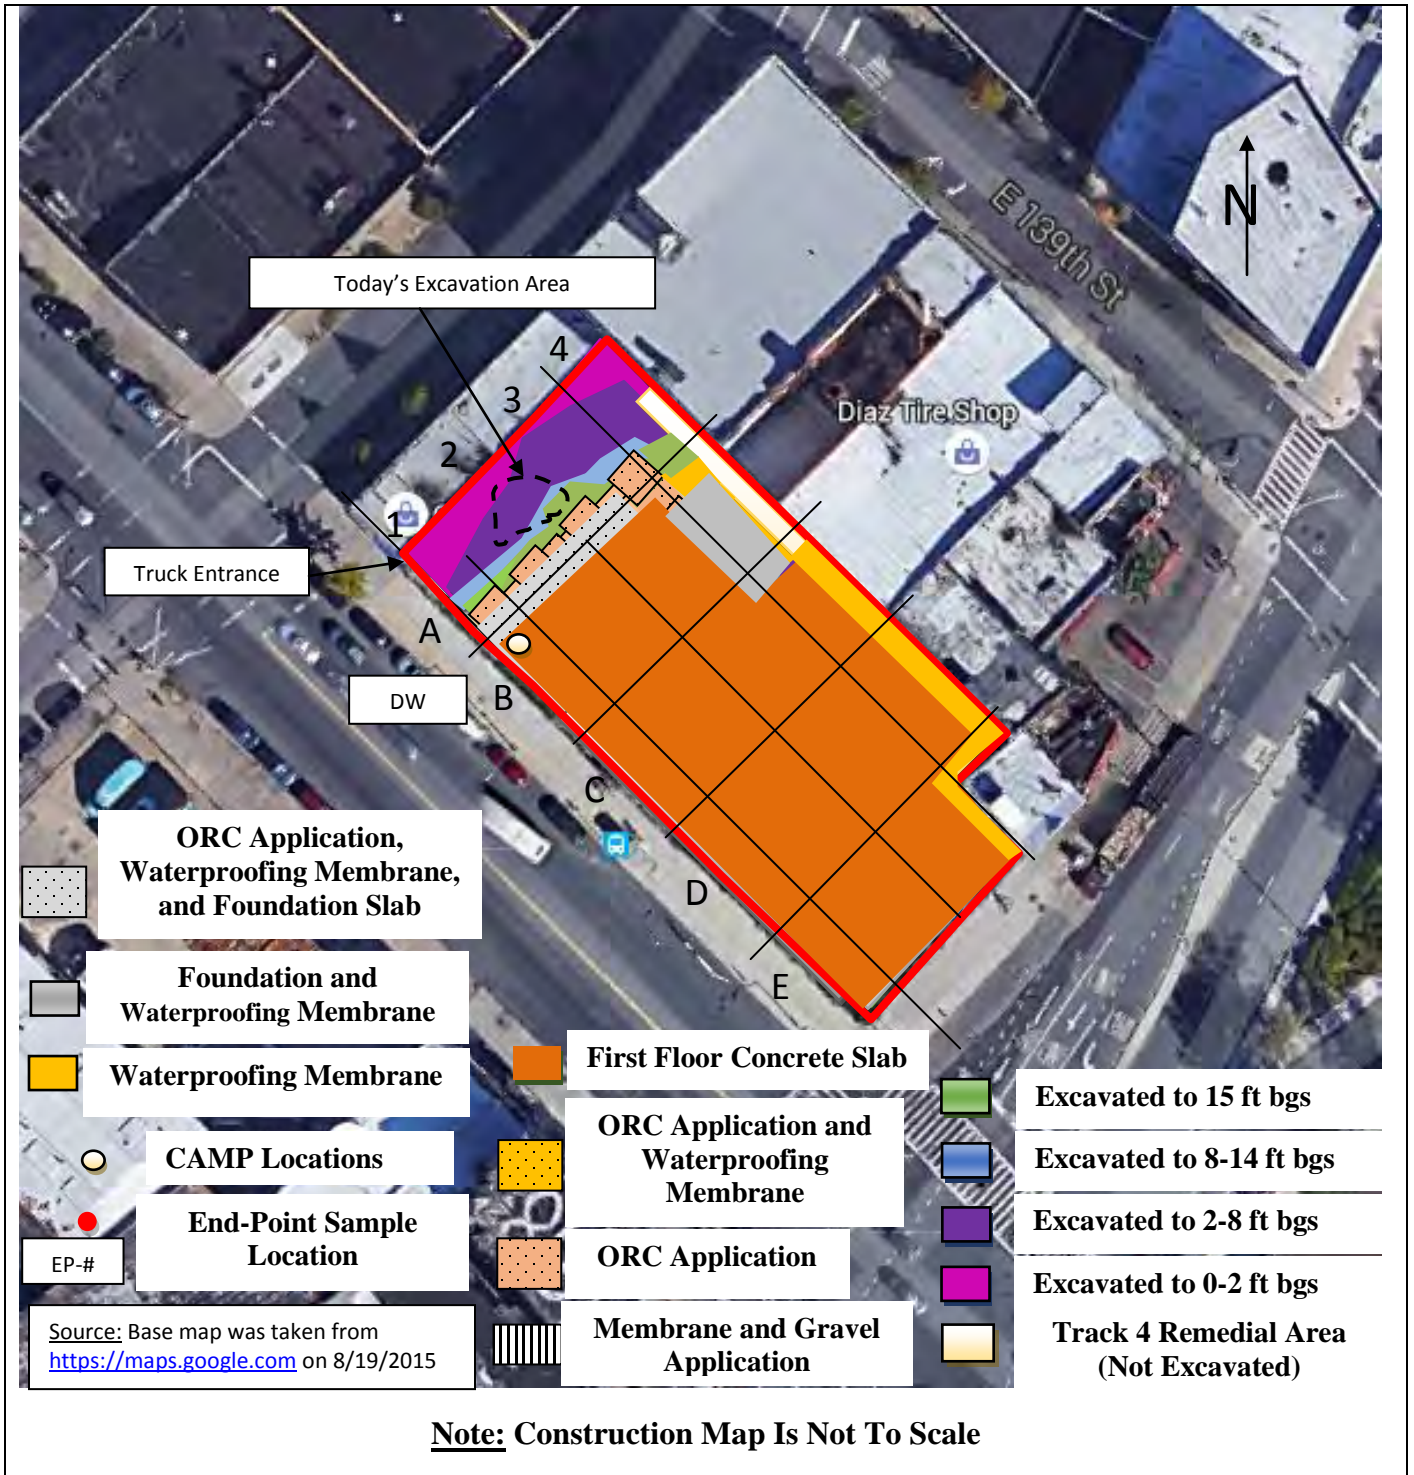 E 139th St
N
Today's Excavation Area
4
3
Diaz Tire Shop
2
1
Truck Entrance
A
DW
B
C
D
E
ORC Application,
Waterproofing Membrane,
and Foundation Slab
Foundation and
Waterproofing Membrane
Waterproofing Membrane
CAMP Locations
End-Point Sample
Location
EP-#
Source: Base map was taken from
https://maps.google.com on 8/19/2015
First Floor Concrete Slab
ORC Application and
Waterproofing
Membrane
ORC Application
Membrane and Gravel
Application
Excavated to 15 ft bgs
Excavated to 8-14 ft bgs
Excavated to 2-8 ft bgs
Excavated to 0-2 ft bgs
Track 4 Remedial Area
(Not Excavated)
Note: Construction Map Is Not To Scale